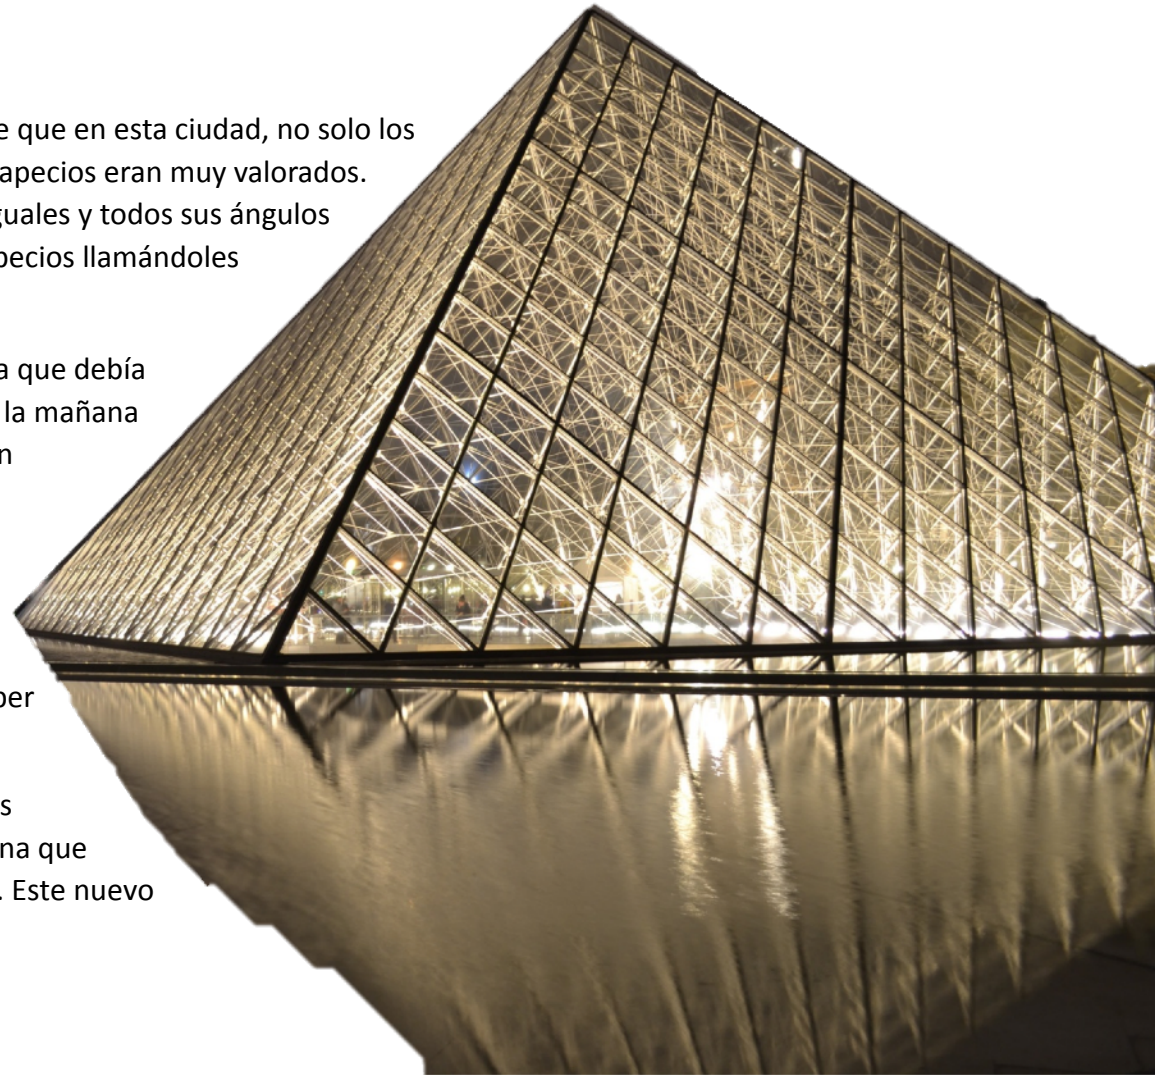 e que en esta ciudad, no solo los
apecios eran muy valorados.
guales y todos sus ángulos
pecios llamándoles
a que debía
la mañana
n
per
s
na que
. Este nuevo